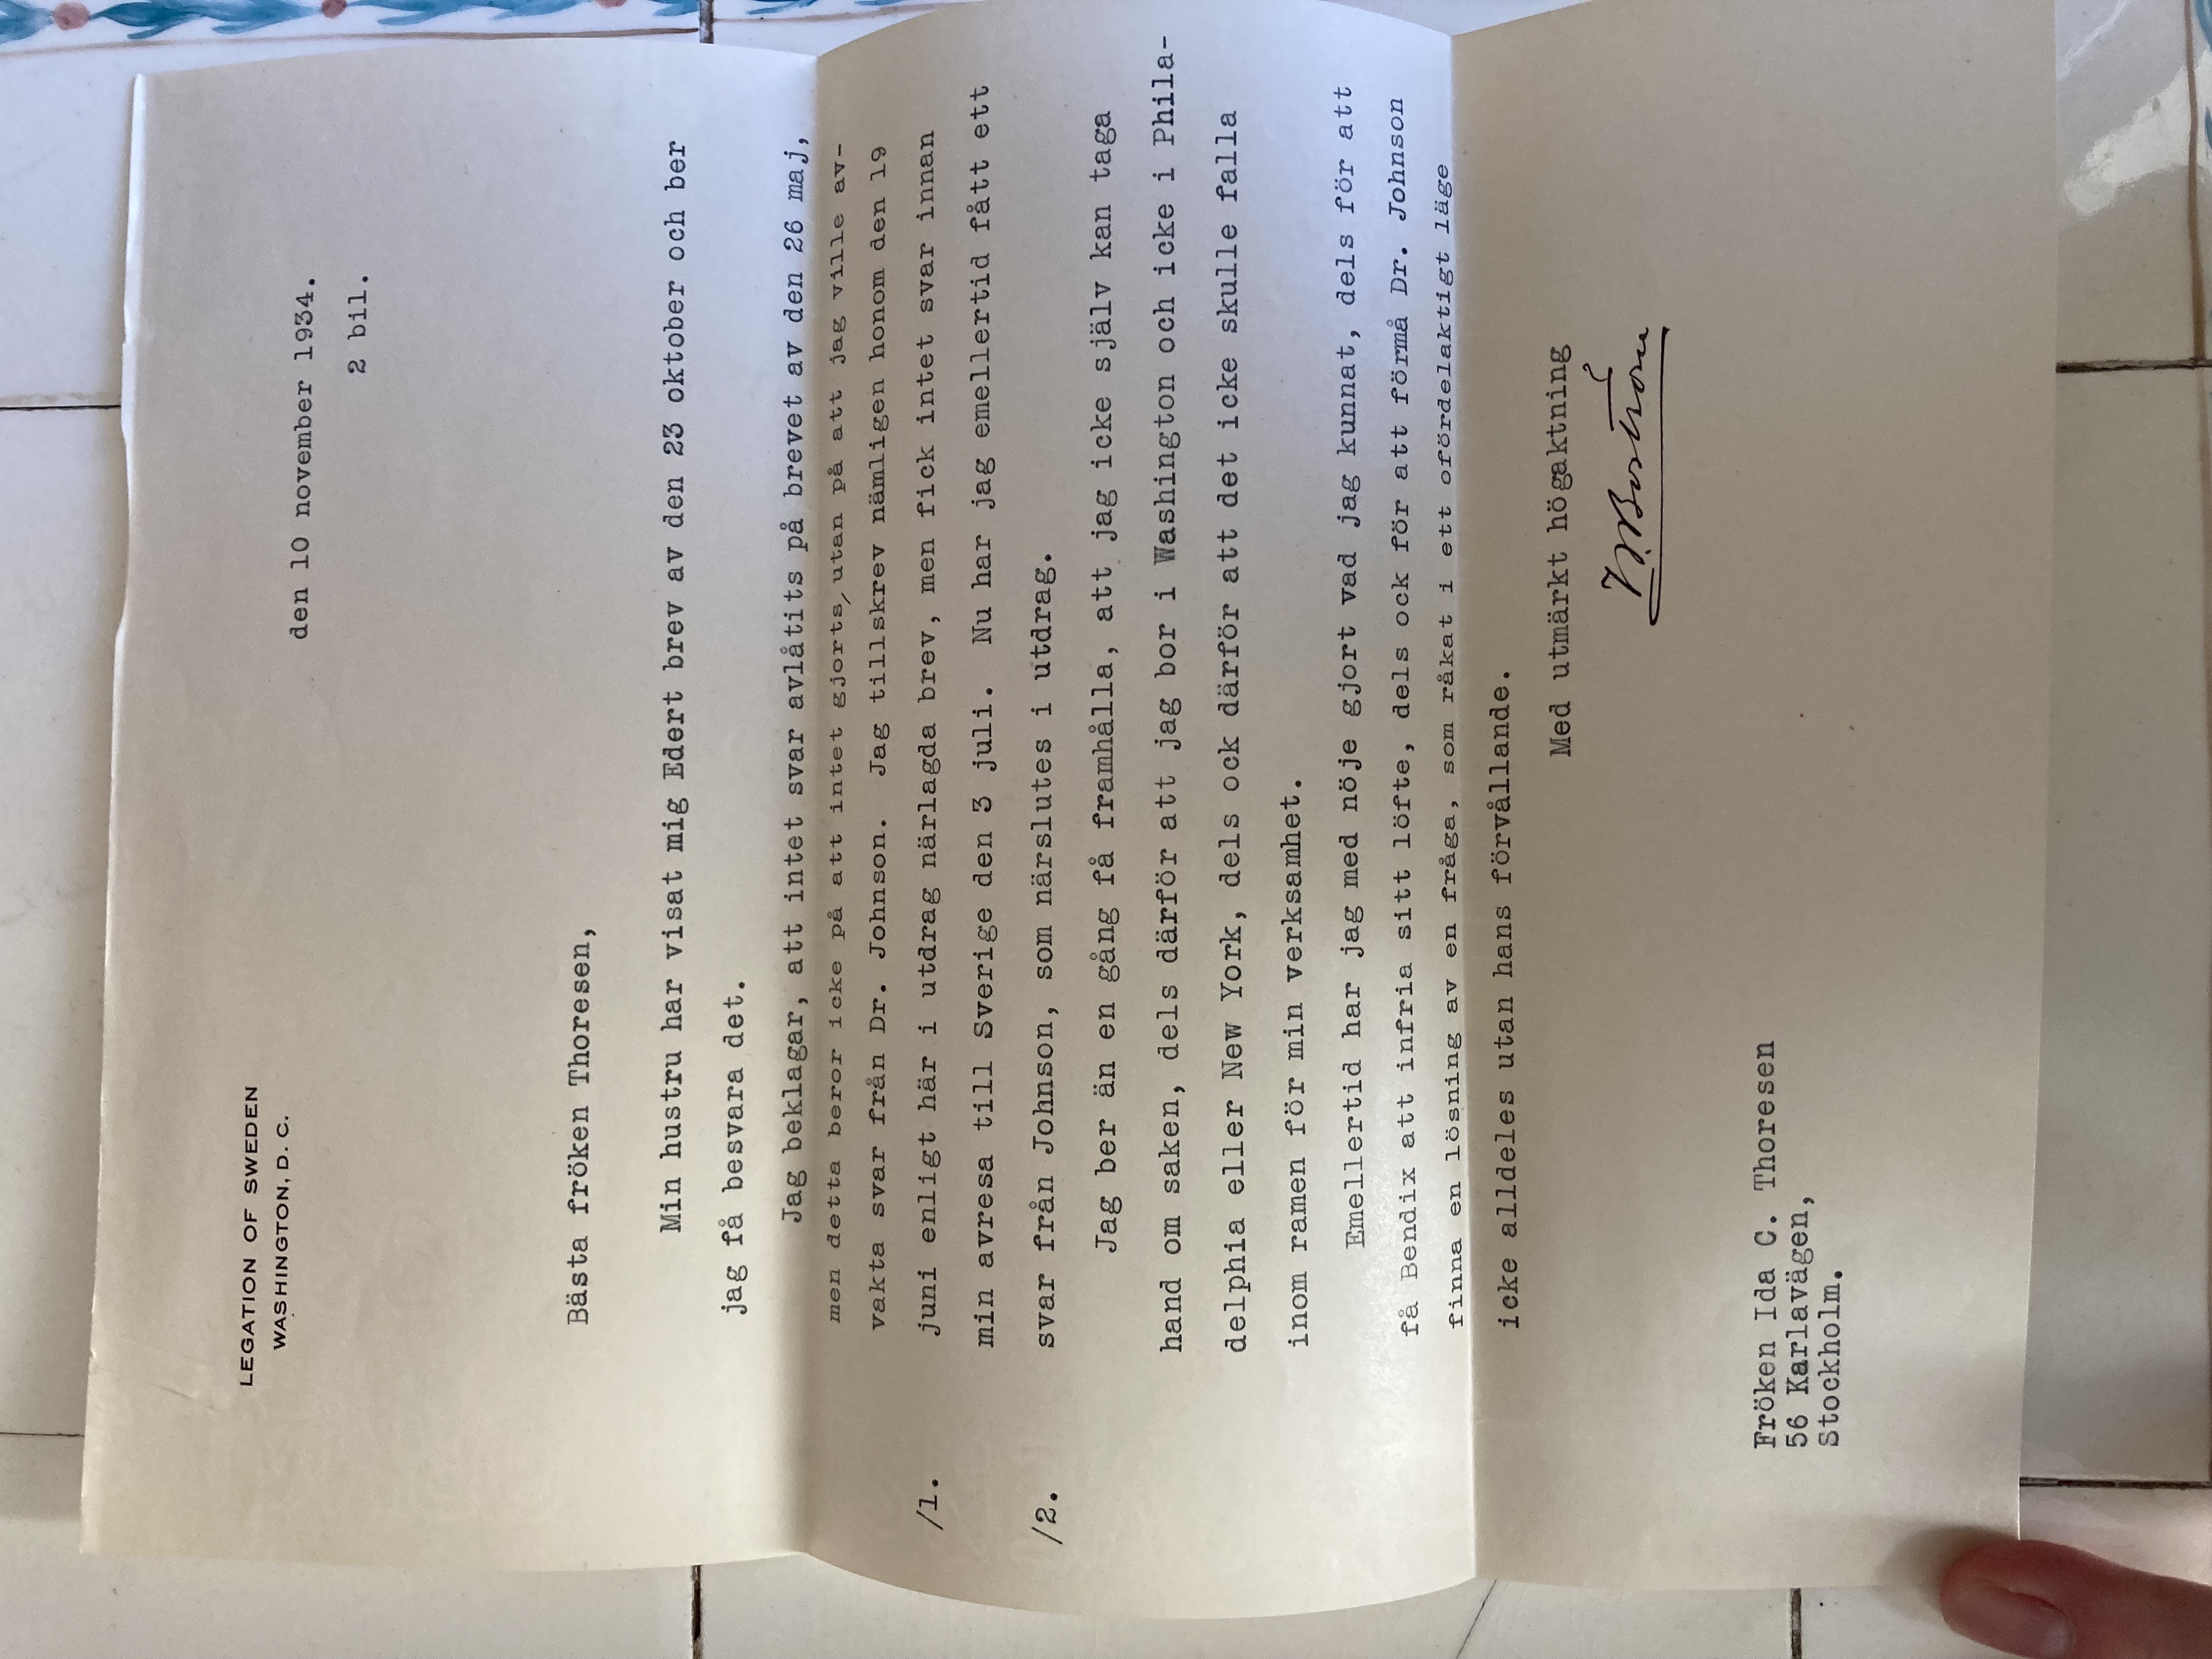 LEGATION OF SWEDEN
WASHINGTON, D. C.
den 10 november 1934.
2 bil.
Bästa fröken Thoresen,
Min hustru har visat mig Edert brev av den 23 oktober och ber
jag få besvara det.
Jag beklagar, att intet svar avlåtits på brevet av den 26 maj,
men detta beror icke på att intet gjorts, utan på att jag ville av-
vakta svar från Dr. Johnson. Jag tillskrev nämligen honom den 19
/1. juni enligt här i utdrag närlagda brev, men fick intet svar innan
min avresa till Sverige den 3 juli. Nu har jag emellertid fått ett
/2. svar från Johnson, som närslutes i utdrag.
Jag ber än en gång få framhålla, att jag icke själv kan taga
hand om saken, dels därför att jag bor i Washington och icke i Phila-
delphia eller New York, dels ock därför att det icke skulle falla
inom ramen för min verksamhet.
Emellertid har jag med nöje gjort vad jag kunnat, dels för att
få Bendix att infria sitt löfte, dels ock för att förmå Dr. Johnson
finna en lösning av en fråga, som råkat i ett ofördelaktigt läge
icke alldeles utan hans förvållande.
Med utmärkt högaktning
Boström
Fröken Ida C. Thoresen
56 Karlavägen,
Stockholm.